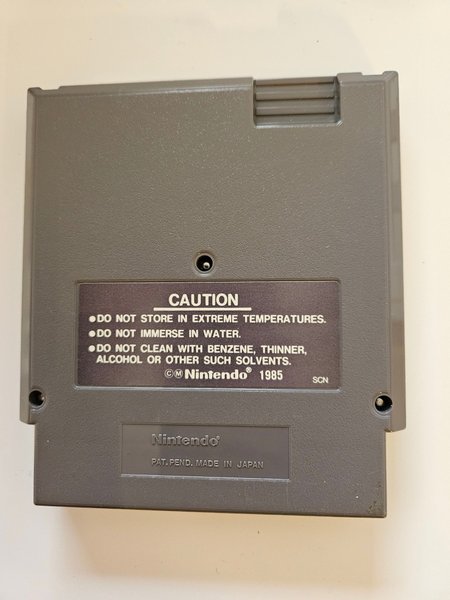 CAUTION
●DO NOT STORE IN EXTREME TEMPERATURES.
●DO NOT IMMERSE IN WATER.
●DO NOT CLEAN WITH BENZENE, THINNER,
ALCOHOL OR OTHER SUCH SOLVENTS.
©Ⓜ Nintendo® 1985 SCN
Nintendo®
PAT. PEND. MADE IN JAPAN